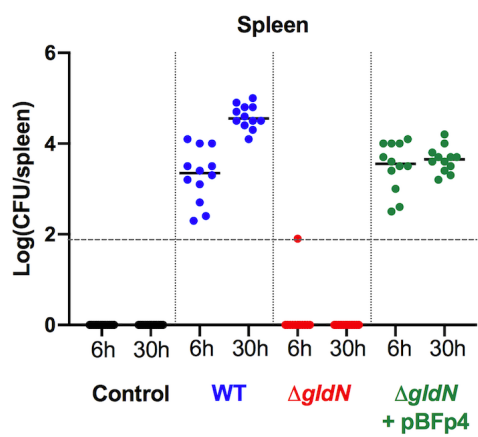 Spleen
Log(CFU/spleen)
6
4
2
0
6h 30h 6h 30h 6h 30h 6h 30h
Control WT ΔgldN ΔgldN
+ pBFp4